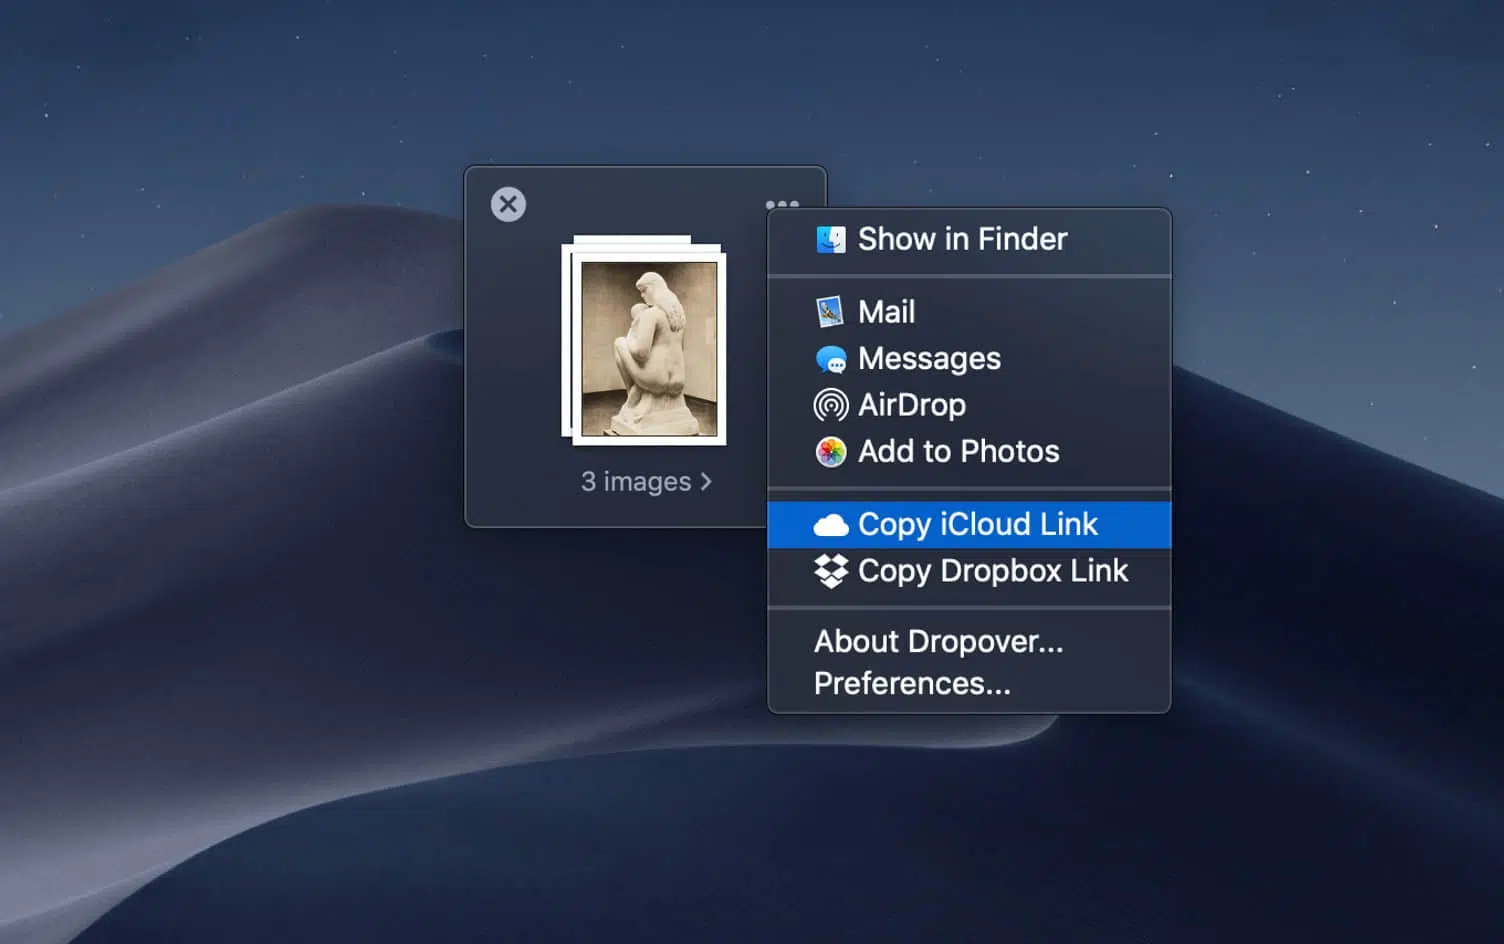 Show in Finder
Mail
Messages
AirDrop
Add to Photos
3 images >
Copy iCloud Link
Copy Dropbox Link
About Dropover...
Preferences...